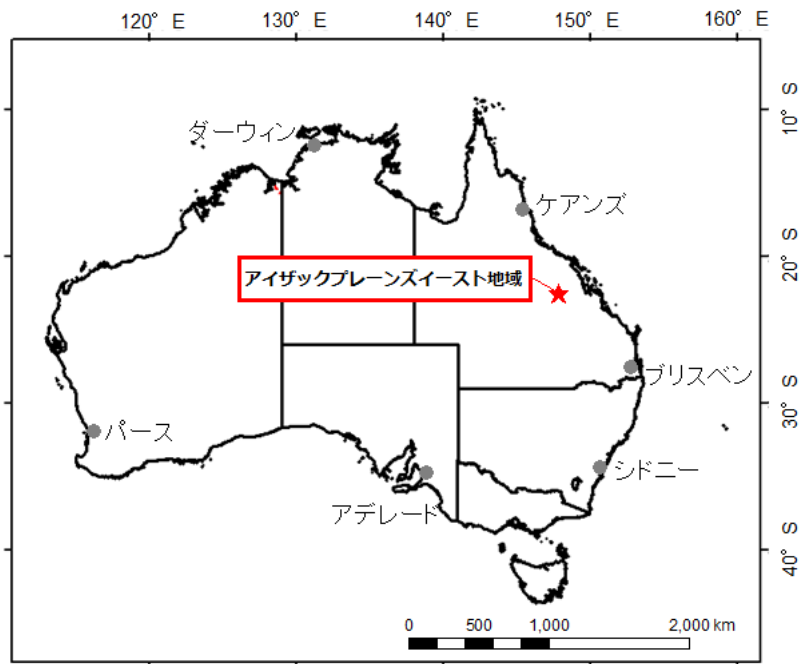 120° E 130° E 140° E 150° E 160° E
10° S
ダーウィン
ケアンズ
20° S
アイザックプレーンズイースト地域
ブリスベン
30° S
パース
シドニー
アデレード
40° S
0 500 1,000 2,000 km